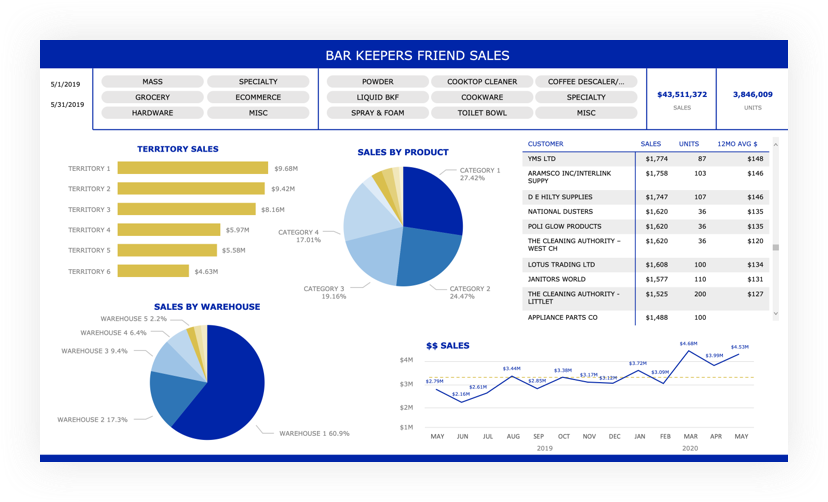 BAR KEEPERS FRIEND SALES
5/1/2019
5/31/2019
MASS SPECIALTY
GROCERY ECOMMERCE
HARDWARE MISC
POWDER COOKTOP CLEANER COFFEE DESCALER/...
LIQUID BKF COOKWARE SPECIALTY
SPRAY & FOAM TOILET BOWL MISC
$43,511,372
SALES
3,846,009
UNITS
TERRITORY SALES
TERRITORY 1 $9.68M
TERRITORY 2 $9.42M
TERRITORY 3 $8.16M
TERRITORY 4 $5.97M
TERRITORY 5 $5.58M
TERRITORY 6 $4.63M
SALES BY PRODUCT
CATEGORY 1
27.42%
CATEGORY 4
17.01%
CATEGORY 3
19.16%
CATEGORY 2
24.47%
CUSTOMER SALES UNITS 12MO AVG $
YMS LTD $1,774 87 $148
ARAMSCO INC/INTERLINK $1,758 103 $146
SUPPY
D E HILTY SUPPLIES $1,747 107 $146
NATIONAL DUSTERS $1,620 36 $135
POLI GLOW PRODUCTS $1,620 36 $135
THE CLEANING AUTHORITY – $1,620 36 $120
WEST CH
LOTUS TRADING LTD $1,608 100 $134
JANITORS WORLD $1,577 110 $131
THE CLEANING AUTHORITY - $1,525 200 $127
LITTLET
APPLIANCE PARTS CO $1,488 100
SALES BY WAREHOUSE
WAREHOUSE 5 2.2%
WAREHOUSE 4 6.4%
WAREHOUSE 3 9.4%
WAREHOUSE 2 17.3%
WAREHOUSE 1 60.9%
$$ SALES
$4M
$3M
$2M
$1M
$2.79M $2.16M $2.61M $3.44M $2.85M $3.38M $3.17M $3.12M $3.72M $3.09M $4.68M $3.99M $4.53M
MAY JUN JUL AUG SEP OCT NOV DEC JAN FEB MAR APR MAY
2019 2020